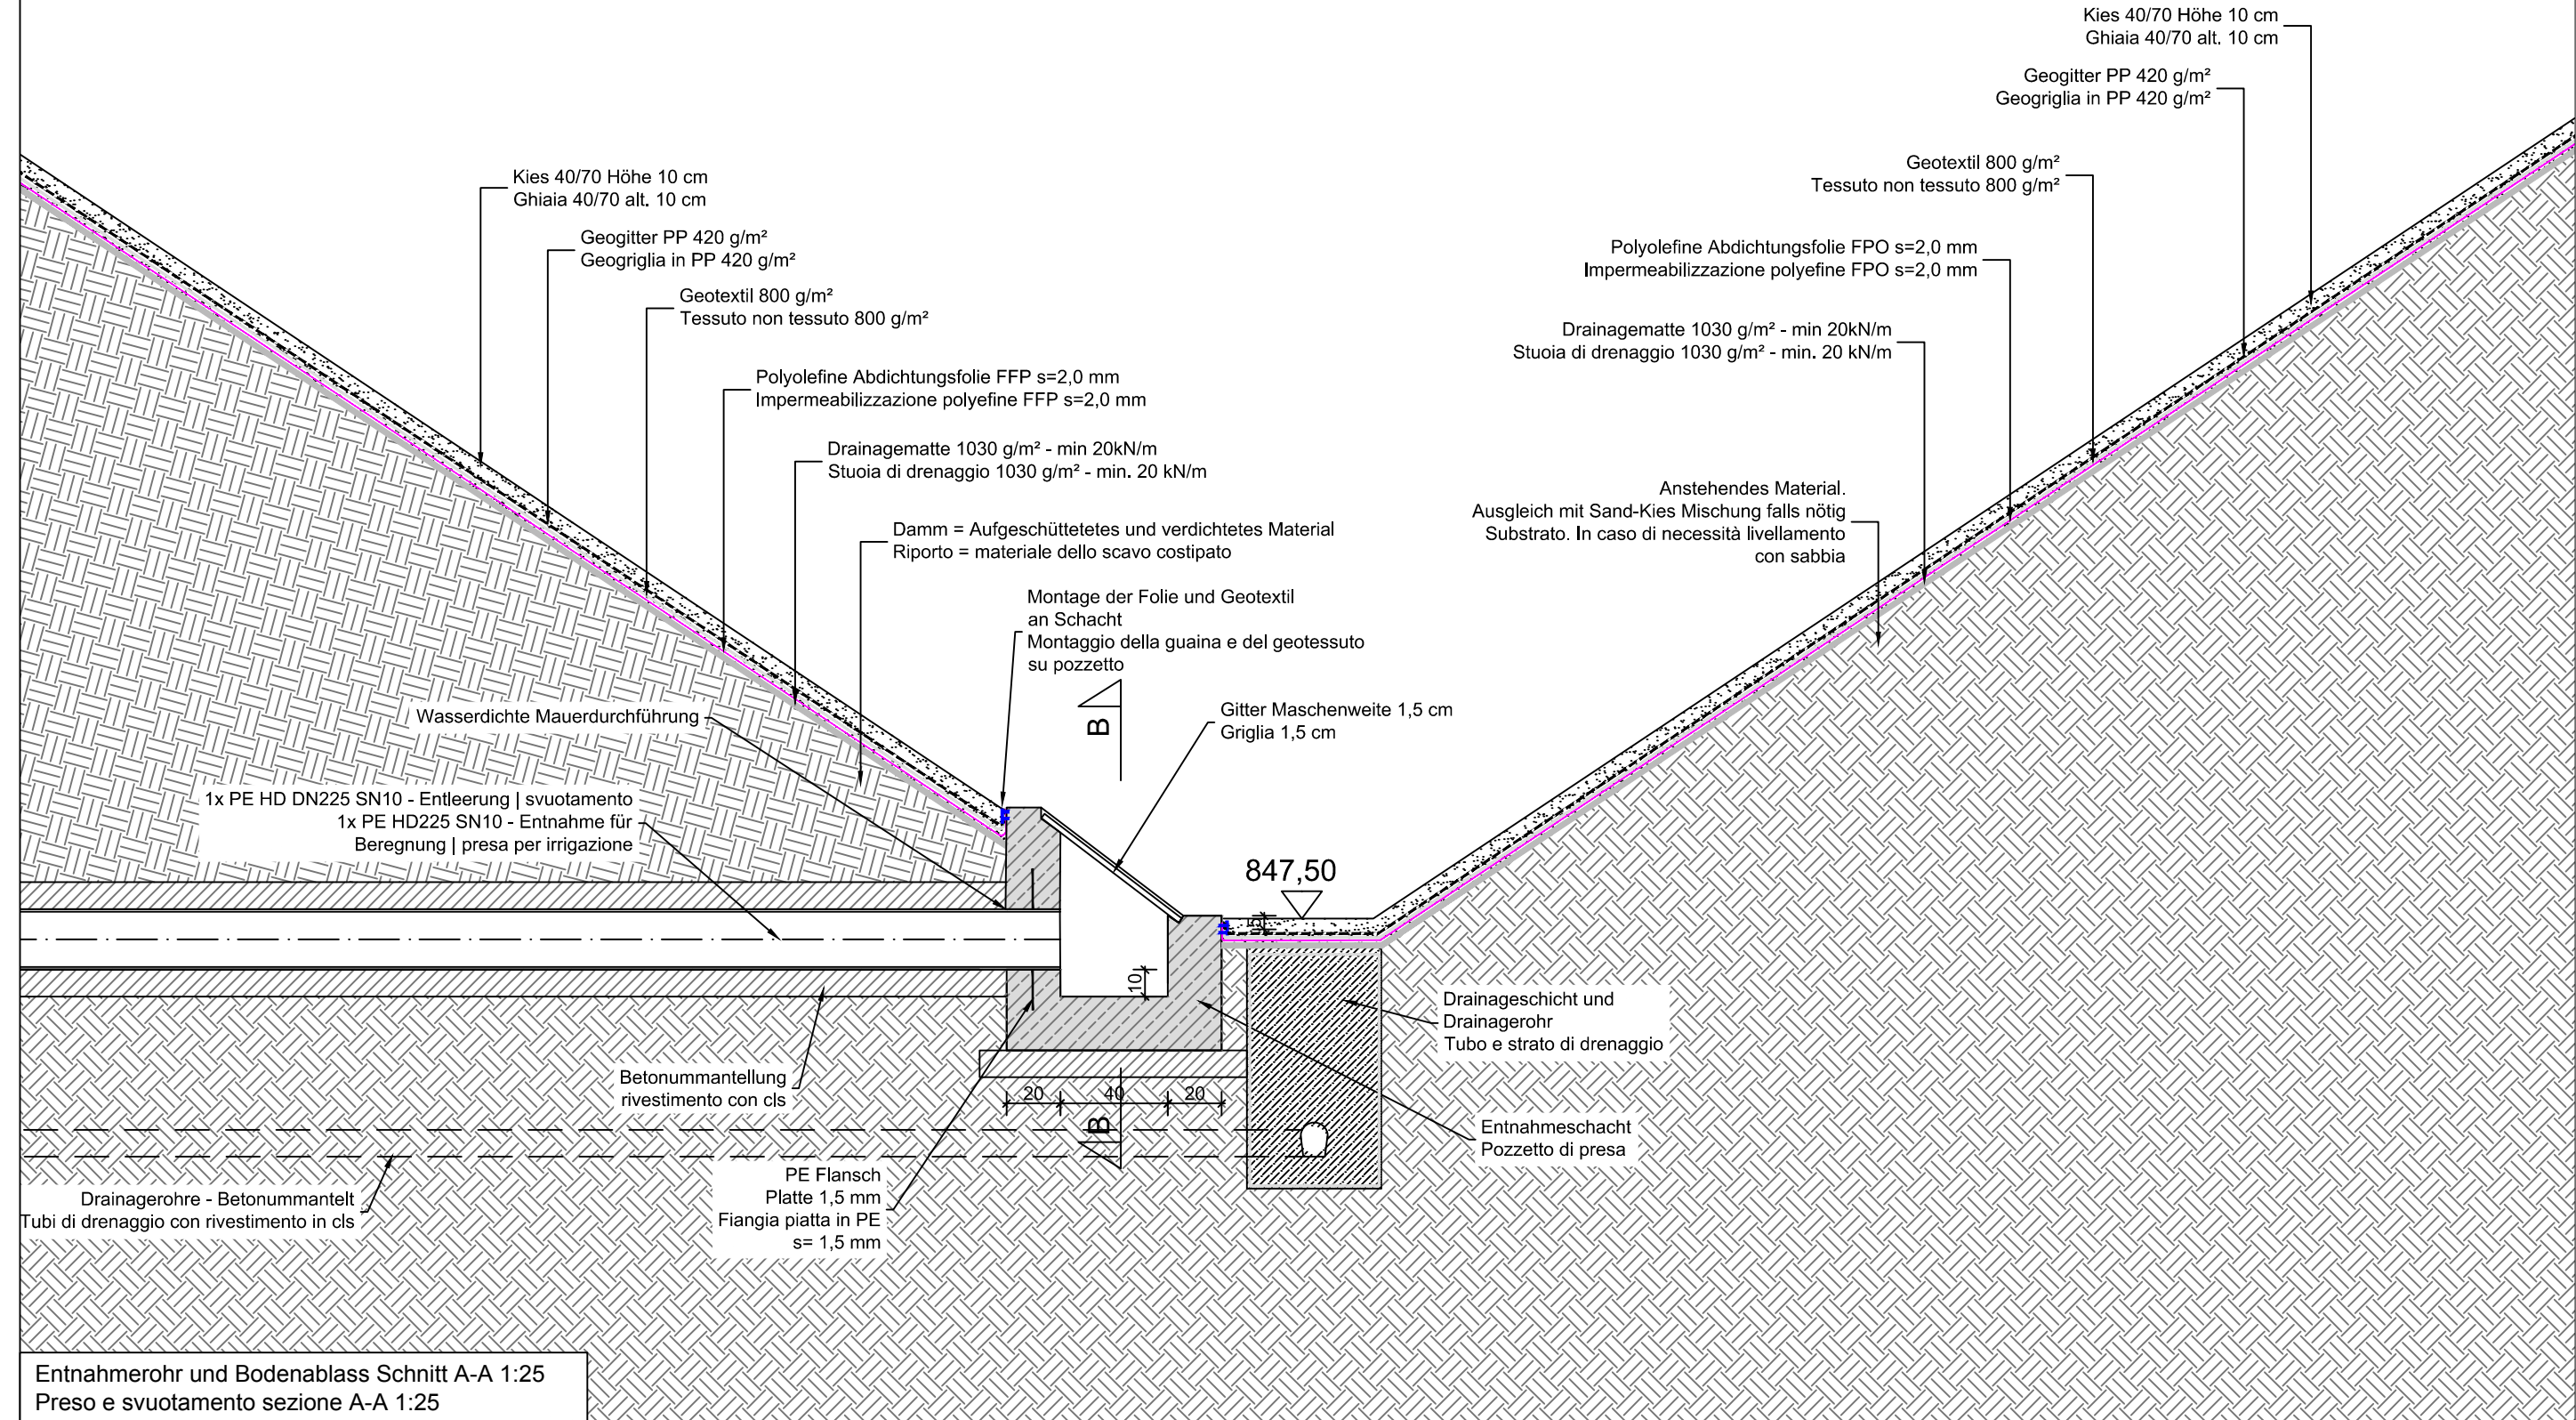 Kies 40/70 Höhe 10 cm
Ghiaia 40/70 alt. 10 cm
Geogitter PP 420 g/m²
Geogriglia in PP 420 g/m²
Geotextil 800 g/m²
Tessuto non tessuto 800 g/m²
Polyolefine Abdichtungsfolie FPO s=2,0 mm
Impermeabilizzazione polyefine FPO s=2,0 mm
Drainagematte 1030 g/m² - min 20kN/m
Stuoia di drenaggio 1030 g/m² - min. 20 kN/m
Anstehendes Material.
Ausgleich mit Sand-Kies Mischung falls nötig
Substrato. In caso di necessità livellamento
con sabbia
Kies 40/70 Höhe 10 cm
Ghiaia 40/70 alt. 10 cm
Geogitter PP 420 g/m²
Geogriglia in PP 420 g/m²
Geotextil 800 g/m²
Tessuto non tessuto 800 g/m²
Polyolefine Abdichtungsfolie FFP s=2,0 mm
Impermeabilizzazione polyefine FFP s=2,0 mm
Drainagematte 1030 g/m² - min 20kN/m
Stuoia di drenaggio 1030 g/m² - min. 20 kN/m
Damm = Aufgeschüttetetes und verdichtetes Material
Riporto = materiale dello scavo costipato
Montage der Folie und Geotextil
an Schacht
Montaggio della guaina e del geotessuto
su pozzetto
B
Gitter Maschenweite 1,5 cm
Griglia 1,5 cm
Wasserdichte Mauerdurchführung
1x PE HD DN225 SN10 - Entleerung | svuotamento
1x PE HD225 SN10 - Entnahme für
Beregnung | presa per irrigazione
847,50
5
10
Drainageschicht und
Drainagerohr
Tubo e strato di drenaggio
Betonummantellung
rivestimento con cls
20
40
20
B
Entnahmeschacht
Pozzetto di presa
PE Flansch
Platte 1,5 mm
Fiangia piatta in PE
s= 1,5 mm
Drainagerohre - Betonummantelt
Tubi di drenaggio con rivestimento in cls
Entnahmerohr und Bodenablass Schnitt A-A 1:25
Preso e svuotamento sezione A-A 1:25